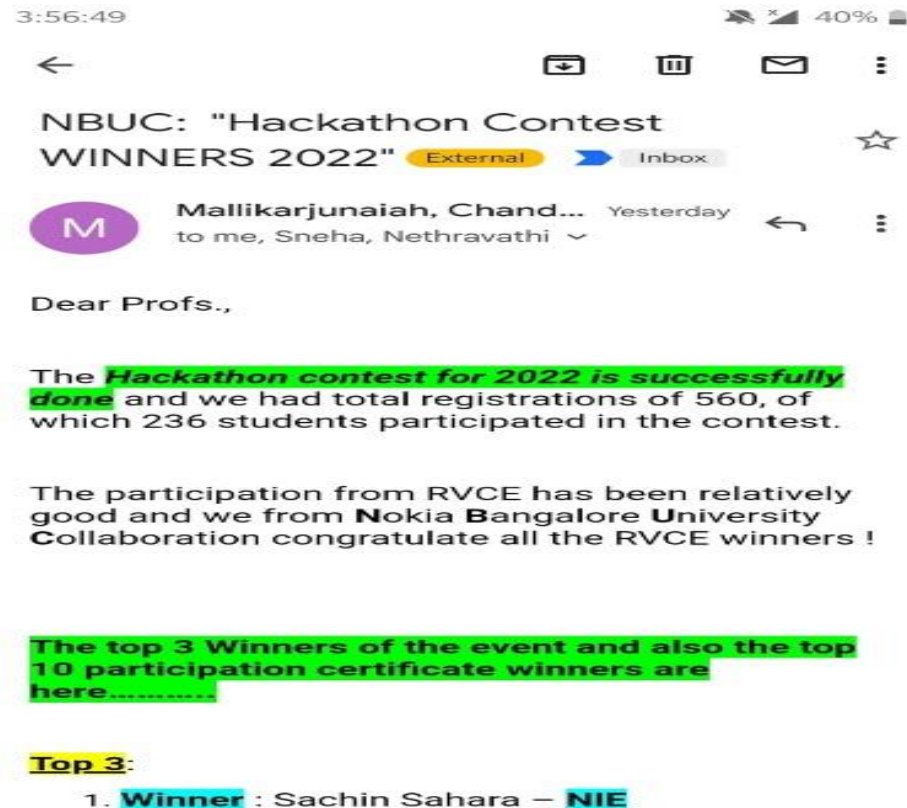 3:56:49 40%
NBUC: "Hackathon Contest
WINNERS 2022" External Inbox
M
Mallikarjunaiah, Chand... Yesterday
to me, Sneha, Nethravathi
Dear Profs.,
The Hackathon contest for 2022 is successfully
done and we had total registrations of 560, of
which 236 students participated in the contest.
The participation from RVCE has been relatively
good and we from Nokia Bangalore University
Collaboration congratulate all the RVCE winners !
The top 3 Winners of the event and also the top
10 participation certificate winners are
here...........
Top 3:
1. Winner : Sachin Sahara – NIE